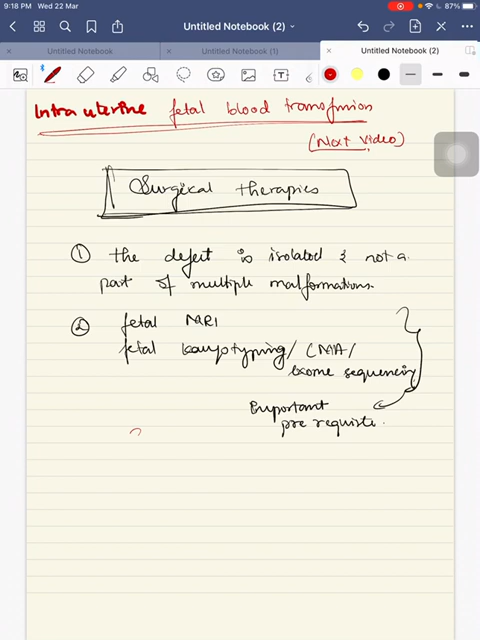 9:18 PM Wed 22 Mar
87%
Untitled Notebook (2)
Untitled Notebook
Untitled Notebook (1)
Untitled Notebook (2)
Intra uterine fetal blood transfusion
(Next video)
Surgical therapies
① the defect is isolated & not a
part of multiple malformations.
② fetal MRI
fetal karyotyping / CMA /
exome sequencing
Important
pre requiste.